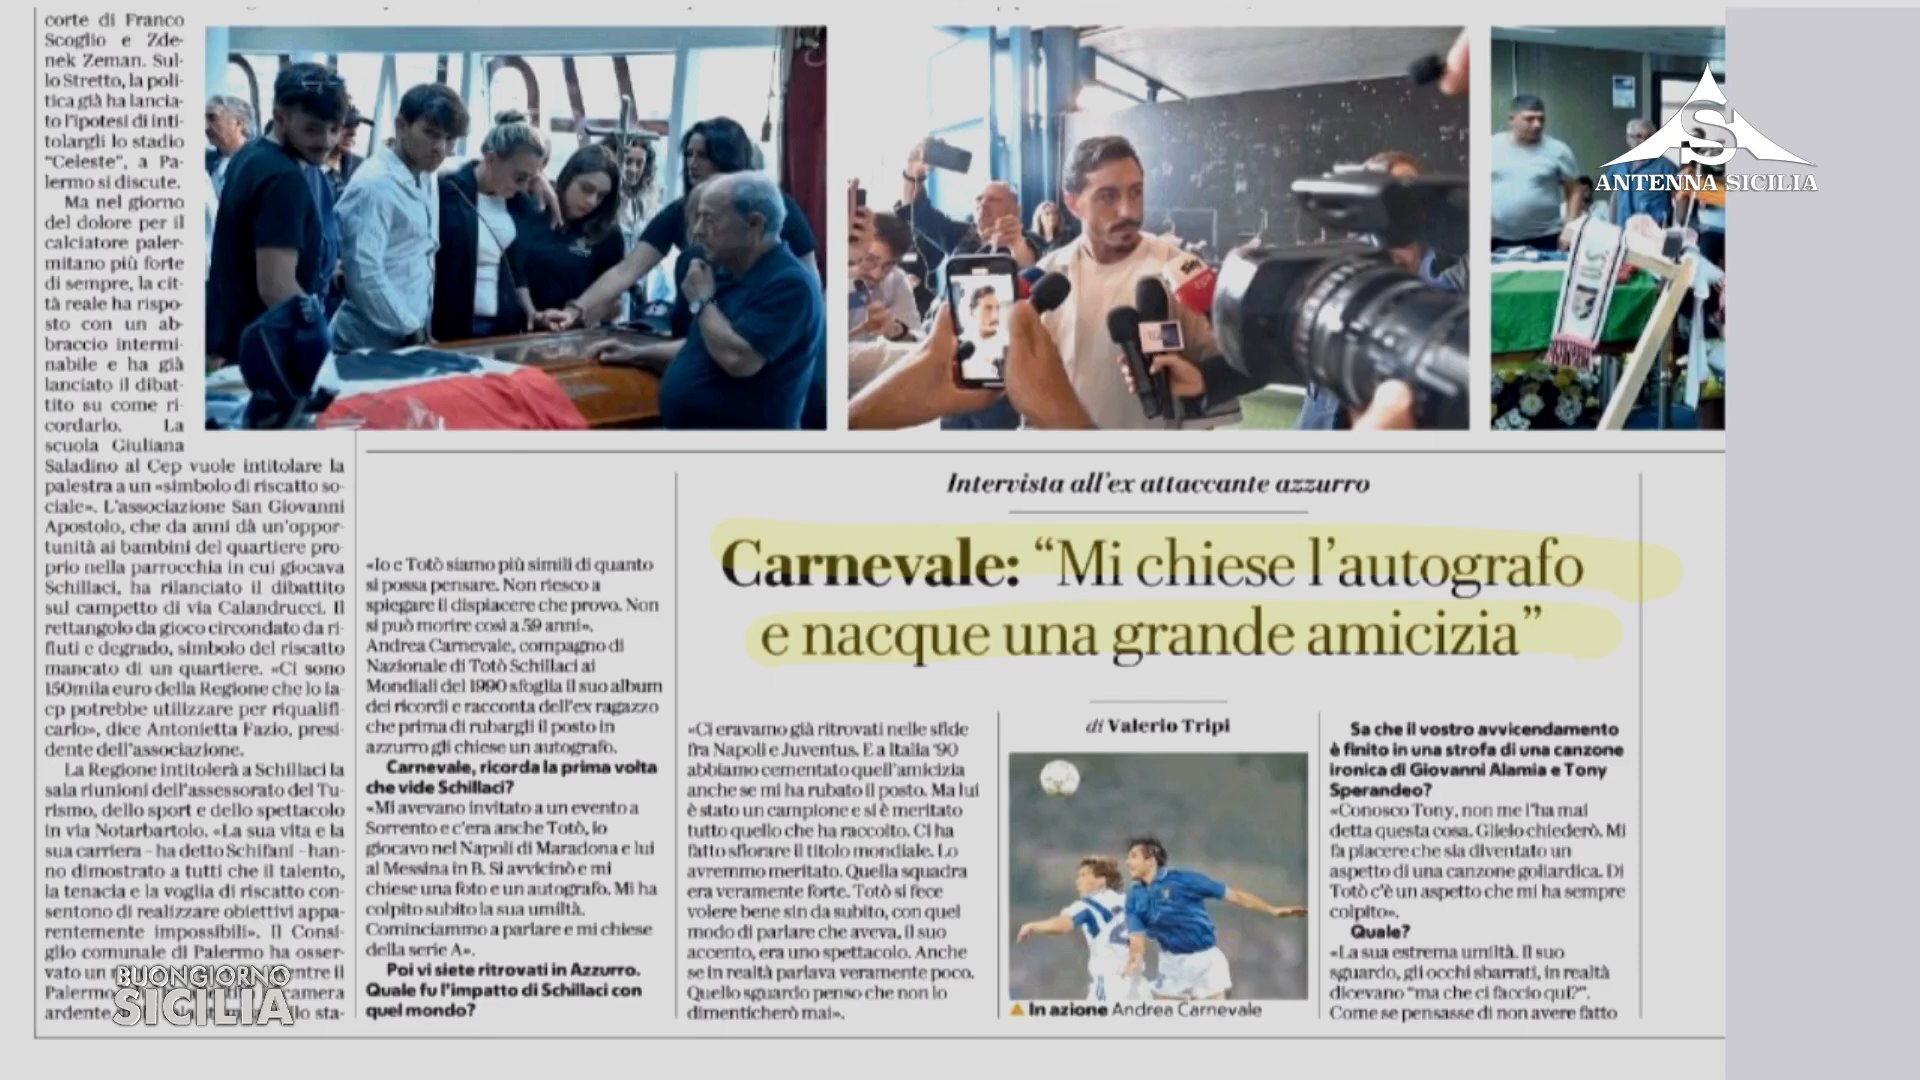 corte di Franco
Scoglio e Zde-
nek Zeman. Sul-
lo Stretto, la poli-
tica già ha lancia-
to l'ipotesi di inti-
tolargli lo stadio
"Celeste", a Pa-
lermo si discute.
Ma nel giorno
del dolore per il
calciatore paler-
mitano più forte
di sempre, la cit-
tà reale ha rispo-
sto con un ab-
braccio intermi-
nabile e ha già
lanciato il dibat-
tito su come ri-
cordarlo. La
scuola Giuliana
Saladino al Cep vuole intitolare la
palestra a un «simbolo di riscatto so-
ciale». L'associazione San Giovanni
Apostolo, che da anni dà un'oppor-
tunità ai bambini del quartiere pro-
prio nella parrocchia in cui giocava
Schillaci, ha rilanciato il dibattito
sul campetto di via Calandrucci. Il
rettangolo da gioco circondato da ri-
fiuti e degrado, simbolo del riscatto
mancato di un quartiere. «Ci sono
150mila euro della Regione che lo Ia-
cp potrebbe utilizzare per riqualifi-
carlo», dice Antonietta Fazio, presi-
dente dell'associazione.
La Regione intitolerà a Schillaci la
sala riunioni dell'assessorato del Tu-
rismo, dello sport e dello spettacolo
in via Notarbartolo. «La sua vita e la
sua carriera - ha detto Schifani - han-
no dimostrato a tutti che il talento,
la tenacia e la voglia di riscatto con-
sentono di realizzare obiettivi appa-
rentemente impossibili». Il Consi-
glio comunale di Palermo ha osser-
vato un entre il
Palermo camera
ardente lo sta-
BUONGIORNO
SICILIA
«Io e Totò siamo più simili di quanto
si possa pensare. Non riesco a
spiegare il dispiacere che provo. Non
si può morire così a 59 anni».
Andrea Carnevale, compagno di
Nazionale di Totò Schillaci ai
Mondiali del 1990 sfoglia il suo album
dei ricordi e racconta dell'ex ragazzo
che prima di rubargli il posto in
azzurro gli chiese un autografo.
Carnevale, ricorda la prima volta
che vide Schillaci?
«Mi avevano invitato a un evento a
Sorrento e c'era anche Totò, io
giocavo nel Napoli di Maradona e lui
al Messina in B. Si avvicinò e mi
chiese una foto e un autografo. Mi ha
colpito subito la sua umiltà.
Cominciammo a parlare e mi chiese
della serie A».
Poi vi siete ritrovati in Azzurro.
Quale fu l'impatto di Schillaci con
quel mondo?
Intervista all'ex attaccante azzurro
Carnevale: "Mi chiese l'autografo
e nacque una grande amicizia"
di Valerio Tripi
«Ci eravamo già ritrovati nelle sfide
fra Napoli e Juventus. E a Italia '90
abbiamo cementato quell'amicizia
anche se mi ha rubato il posto. Ma lui
è stato un campione e si è meritato
tutto quello che ha raccolto. Ci ha
fatto sfiorare il titolo mondiale. Lo
avremmo meritato. Quella squadra
era veramente forte. Totò si fece
volere bene sin da subito, con quel
modo di parlare che aveva, il suo
accento, era uno spettacolo. Anche
se in realtà parlava veramente poco.
Quello sguardo penso che non lo
dimenticherò mai».
In azione Andrea Carnevale
Sa che il vostro avvicendamento
è finito in una strofa di una canzone
ironica di Giovanni Alamia e Tony
Sperandeo?
«Conosco Tony, non me l'ha mai
detta questa cosa. Glielo chiederò. Mi
fa piacere che sia diventato un
aspetto di una canzone goliardica. Di
Totò c'è un aspetto che mi ha sempre
colpito».
Quale?
«La sua estrema umiltà. Il suo
sguardo, gli occhi sbarrati, in realtà
dicevano "ma che ci faccio qui?".
Come se pensasse di non avere fatto
sky
U.S.
S
ANTENNA SICILIA